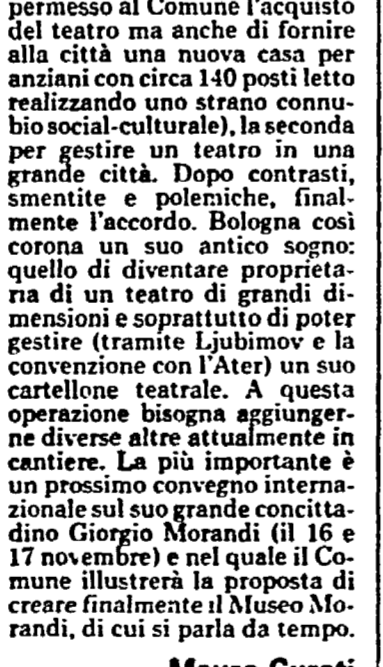 permesso al Comune l'acquisto
del teatro ma anche di fornire
alla città una nuova casa per
anziani con circa 140 posti letto
realizzando uno strano connu-
bio social-culturale), la seconda
per gestire un teatro in una
grande città. Dopo contrasti,
smentite e polemiche, final-
mente l'accordo. Bologna così
corona un suo antico sogno:
quello di diventare proprieta-
ria di un teatro di grandi di-
mensioni e soprattutto di poter
gestire (tramite Ljubimov e la
convenzione con l'Ater) un suo
cartellone teatrale. A questa
operazione bisogna aggiunger-
ne diverse altre attualmente in
cantiere. La più importante è
un prossimo convegno interna-
zionale sul suo grande concitta-
dino Giorgio Morandi (il 16 e
17 novembre) e nel quale il Co-
mune illustrerà la proposta di
creare finalmente il Museo Mo-
randi, di cui si parla da tempo.